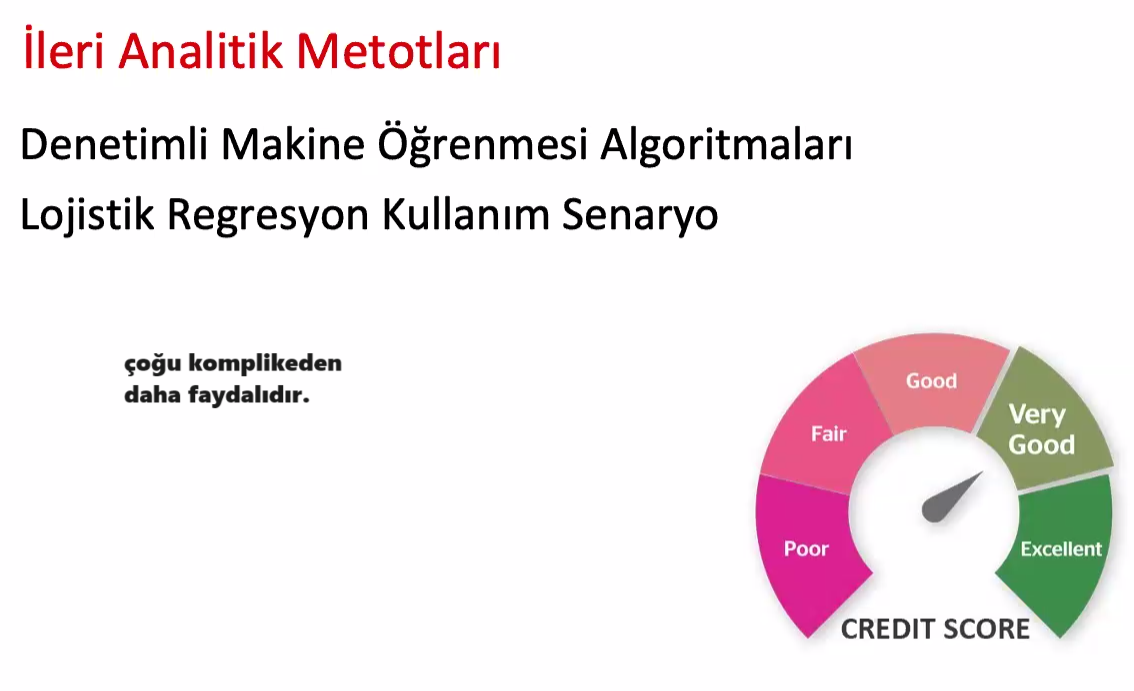 İleri Analitik Metotları
Denetimli Makine Öğrenmesi Algoritmaları
Lojistik Regresyon Kullanım Senaryo
çoğu komplikeden
daha faydalıdır.
Good
Very
Good
Fair
Poor
Excellent
CREDIT SCORE